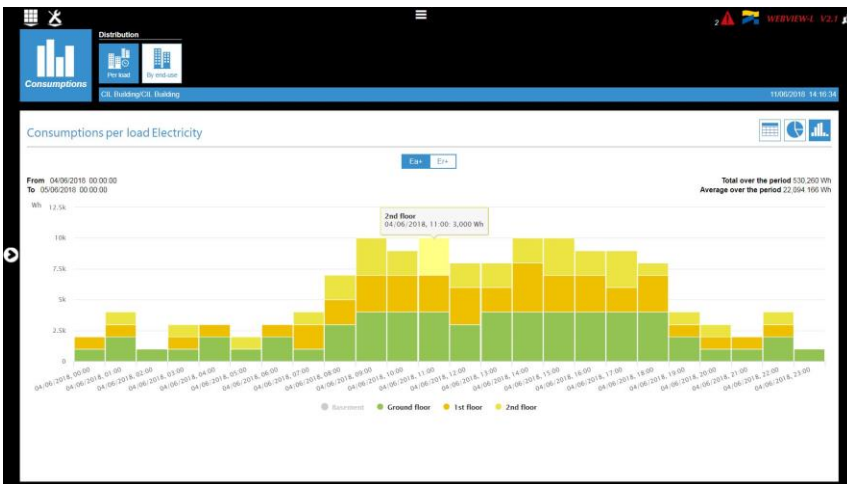 2
WEBVIEW-L V2.1
Distribution
Per load
By end-use
Consumptions
CIL Building/CIL Building
11/06/2018 14:16:34
Consumptions per load Electricity
Ea+ Er+
From 04/06/2018 00:00:00
To 05/06/2018 00:00:00
Total over the period 530,260 Wh
Average over the period 22,094.166 Wh
Wh
12.5k
2nd floor
04/06/2018, 11:00: 3,000 Wh
10k
7.5k
5k
2.5k
0
04/06/2018, 00:00
04/06/2018, 01:00
04/06/2018, 02:00
04/06/2018, 03:00
04/06/2018, 04:00
04/06/2018, 05:00
04/06/2018, 06:00
04/06/2018, 07:00
04/06/2018, 08:00
04/06/2018, 09:00
04/06/2018, 10:00
04/06/2018, 11:00
04/06/2018, 12:00
04/06/2018, 13:00
04/06/2018, 14:00
04/06/2018, 15:00
04/06/2018, 16:00
04/06/2018, 17:00
04/06/2018, 18:00
04/06/2018, 19:00
04/06/2018, 20:00
04/06/2018, 21:00
04/06/2018, 22:00
04/06/2018, 23:00
Basement Ground floor 1st floor 2nd floor